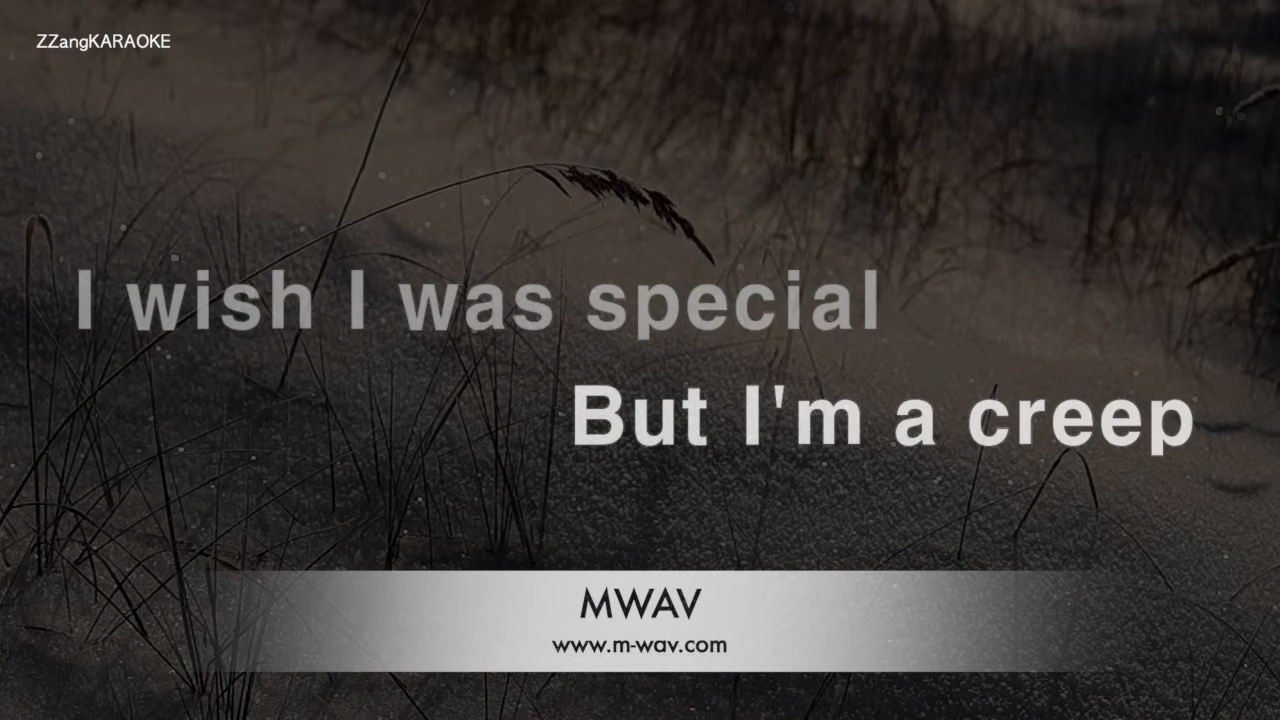 ZZangKARAOKE
I wish I was special
But I'm a creep
MWAV
www.m-wav.com